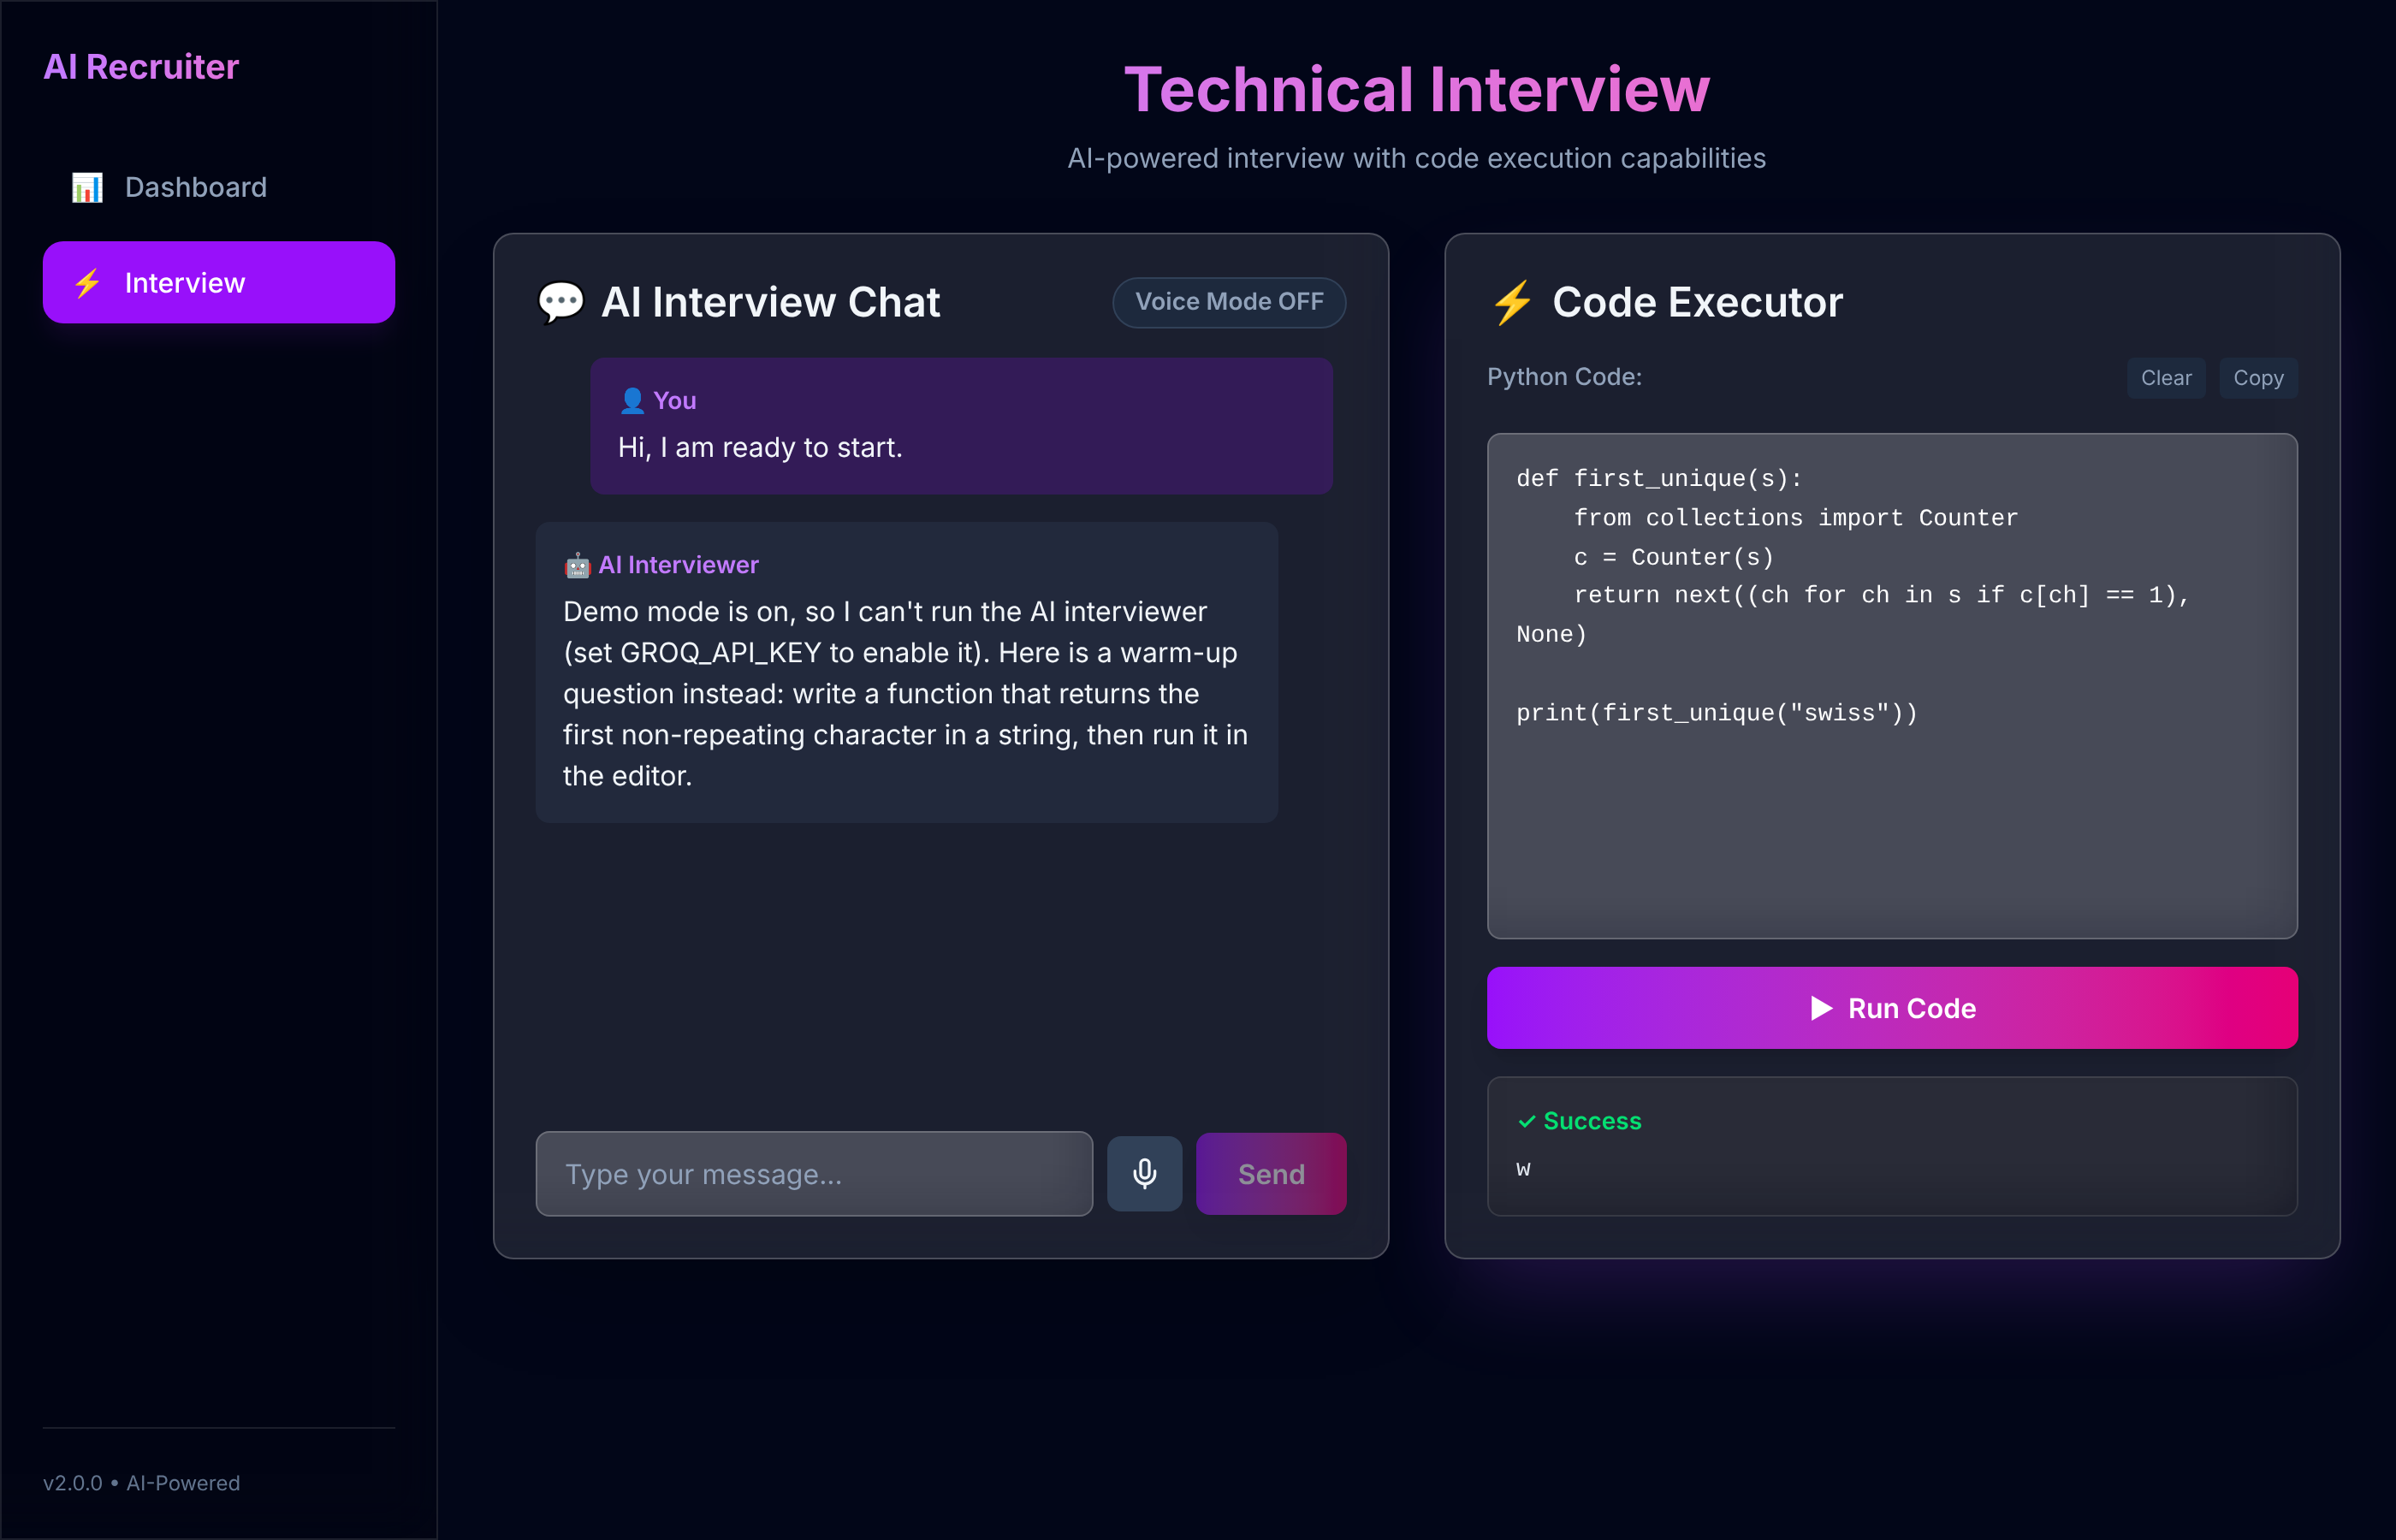 AI Recruiter
Dashboard
Interview
v2.0.0 • AI-Powered
Technical Interview
AI-powered interview with code execution capabilities
AI Interview Chat
Voice Mode OFF
You
Hi, I am ready to start.
AI Interviewer
Demo mode is on, so I can't run the AI interviewer
(set GROQ_API_KEY to enable it). Here is a warm-up
question instead: write a function that returns the
first non-repeating character in a string, then run it in
the editor.
Type your message...
Send
Code Executor
Python Code:
Clear
Copy
def first_unique(s):
    from collections import Counter
    c = Counter(s)
    return next((ch for ch in s if c[ch] == 1),
None)
print(first_unique("swiss"))
▶ Run Code
✓ Success
w